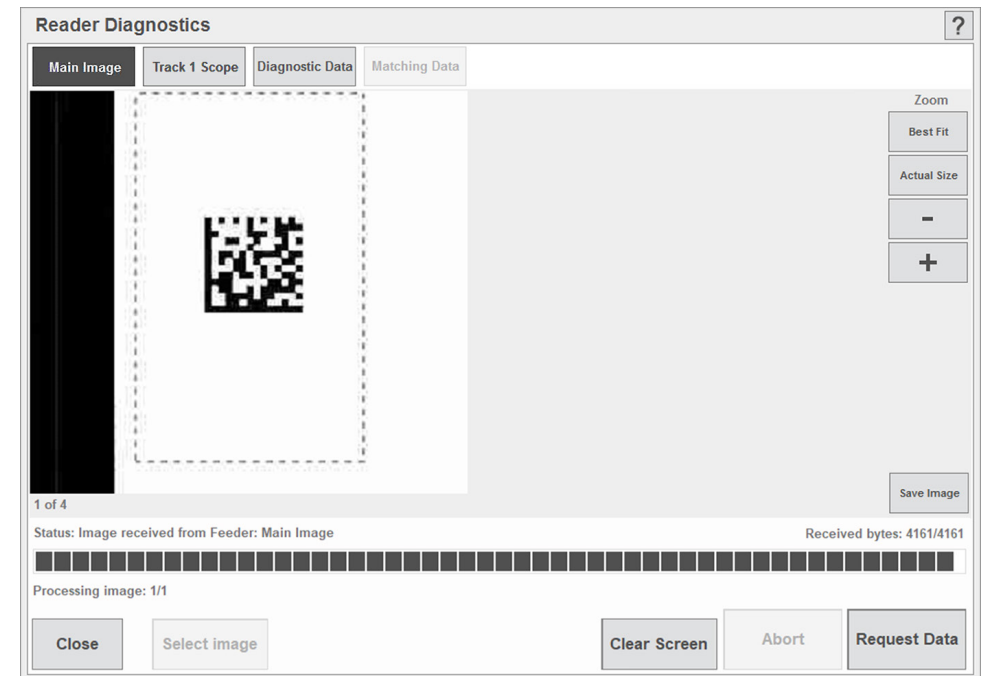 Reader Diagnostics
?
Main Image
Track 1 Scope
Diagnostic Data
Matching Data
Zoom
Best Fit
Actual Size
-
+
Save Image
1 of 4
Status: Image received from Feeder: Main Image
Received bytes: 4161/4161
Processing image: 1/1
Close
Select image
Clear Screen
Abort
Request Data